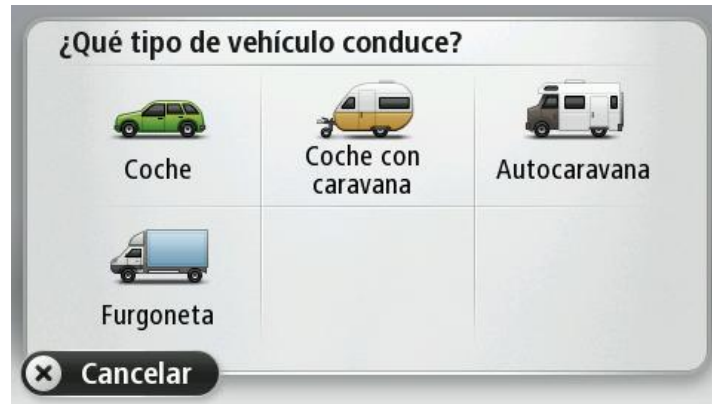 ¿Qué tipo de vehículo conduce?
Coche
Coche con
caravana
Autocaravana
Furgoneta
Cancelar